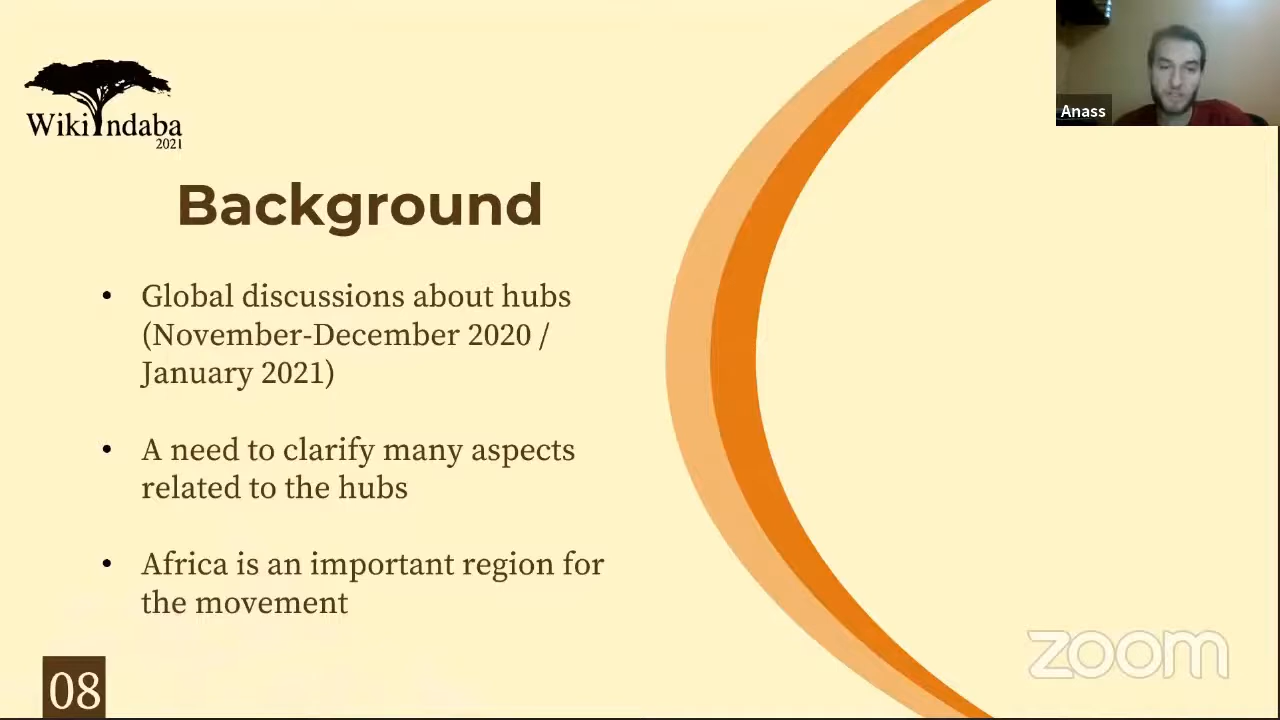 WikiIndaba
2021
Anass
Background
• Global discussions about hubs
(November-December 2020 /
January 2021)
• A need to clarify many aspects
related to the hubs
• Africa is an important region for
the movement
08
zoom